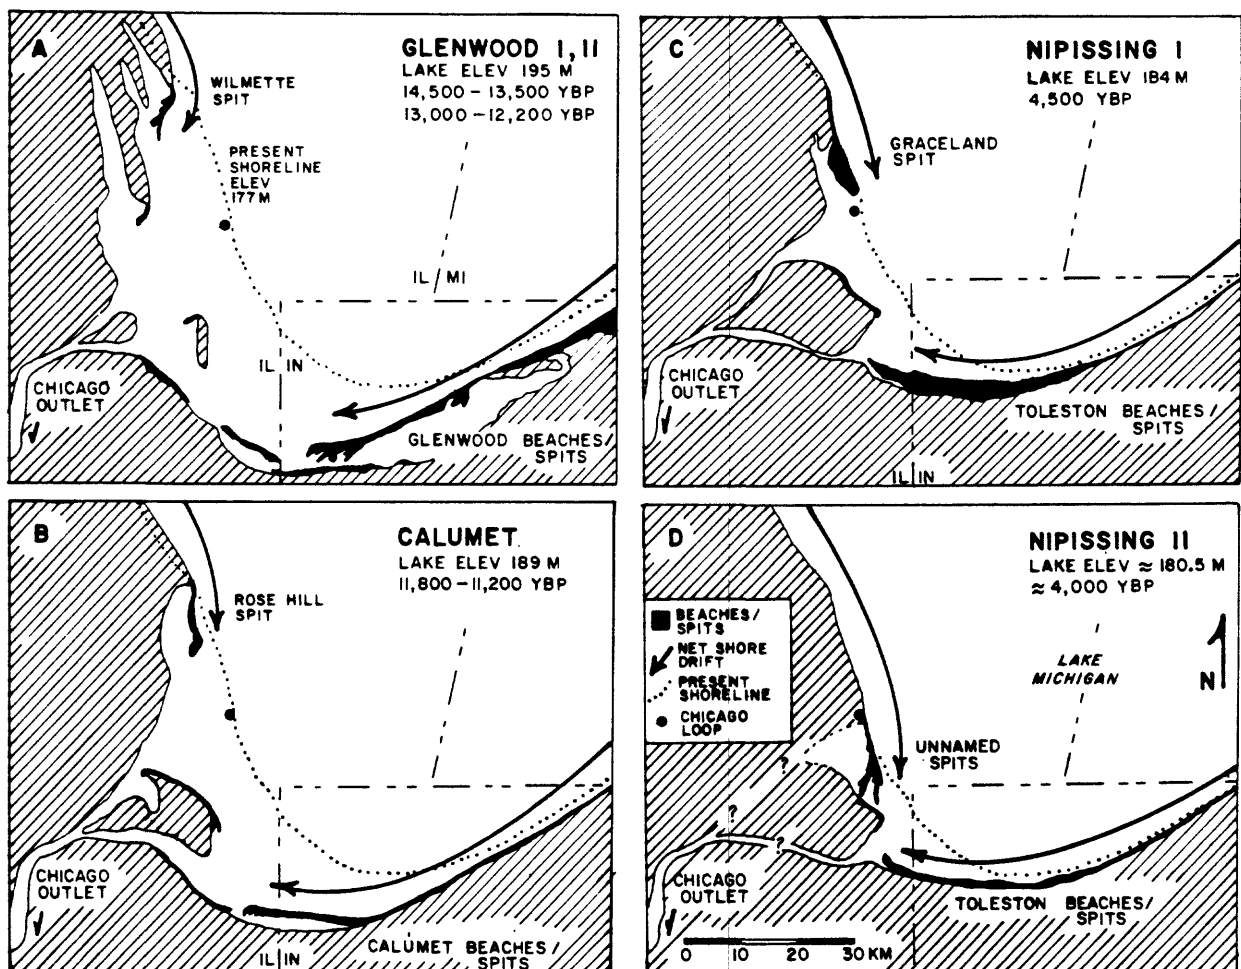 A
GLENWOOD I, II
LAKE ELEV 195 M
14,500 – 13,500 YBP
13,000 – 12,200 YBP
WILMETTE
SPIT
PRESENT
SHORELINE
ELEV
177 M
IL / MI
IL IN
CHICAGO
OUTLET
GLENWOOD BEACHES/
SPITS
B
CALUMET
LAKE ELEV 189 M
11,800 – 11,200 YBP
ROSE HILL
SPIT
CHICAGO
OUTLET
CALUMET BEACHES/
SPITS
IL IN
C
NIPISSING I
LAKE ELEV 184 M
4,500 YBP
GRACELAND
SPIT
CHICAGO
OUTLET
TOLESTON BEACHES/
SPITS
IL IN
D
NIPISSING II
LAKE ELEV ≈ 180.5 M
≈ 4,000 YBP
BEACHES/
SPITS
NET SHORE
DRIFT
PRESENT
SHORELINE
CHICAGO
LOOP
LAKE
MICHIGAN
N
UNNAMED
SPITS
?
?
?
CHICAGO
OUTLET
TOLESTON BEACHES/
SPITS
0 10 20 30 KM